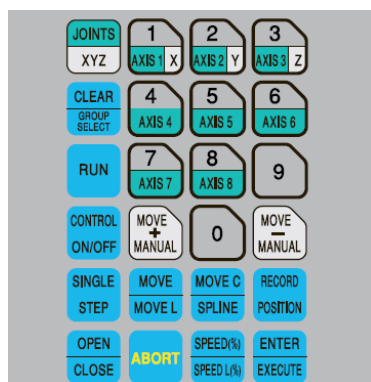 JOINTS 1 2 3
XYZ AXIS 1 X AXIS 2 Y AXIS 3 Z
CLEAR 4 5 6
GROUP
SELECT AXIS 4 AXIS 5 AXIS 6
RUN 7 8 9
AXIS 7 AXIS 8
CONTROL MOVE 0 MOVE
+ −
ON/OFF MANUAL MANUAL
SINGLE MOVE MOVE C RECORD
STEP MOVE L SPLINE POSITION
OPEN ABORT SPEED(%) ENTER
CLOSE SPEED L(%) EXECUTE